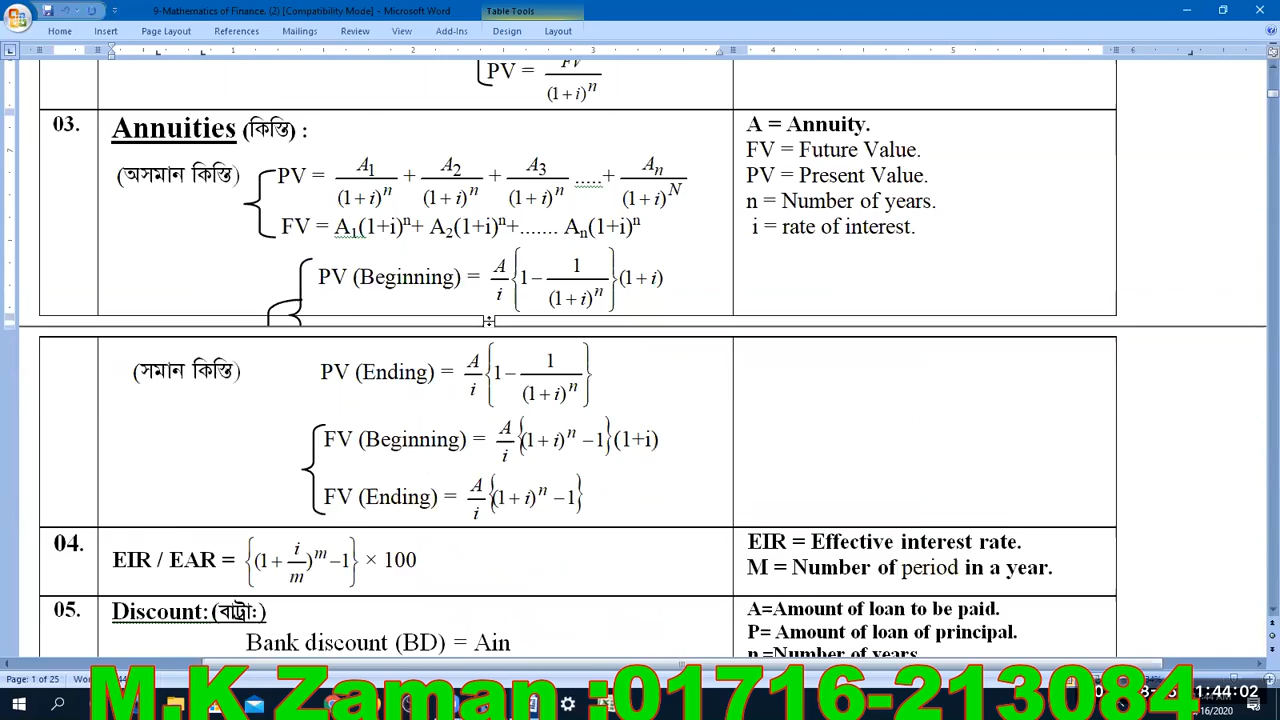 9-Mathematics of Finance. (2) [Compatibility Mode] - Microsoft Word
Table Tools
Home Insert Page Layout References Mailings Review View Add-Ins Design Layout
PV = FV / (1+i)^n
03. Annuities (কিস্তি) :
(অসমান কিস্তি)
PV = A1/(1+i)^n + A2/(1+i)^n + A3/(1+i)^n .....+ An/(1+i)^N
FV = A1(1+i)^n+ A2(1+i)^n+....... An(1+i)^n
PV (Beginning) = A/i {1 − 1/(1+i)^n}(1+i)
A = Annuity.
FV = Future Value.
PV = Present Value.
n = Number of years.
i = rate of interest.
(সমান কিস্তি)
PV (Ending) = A/i {1 − 1/(1+i)^n}
FV (Beginning) = A/i {(1+i)^n −1}(1+i)
FV (Ending) = A/i {(1+i)^n −1}
04. EIR / EAR = {(1+ i/m)^m −1} × 100
EIR = Effective interest rate.
M = Number of period in a year.
05. Discount: (বাট্টাঃ)
Bank discount (BD) = Ain
A=Amount of loan to be paid.
P= Amount of loan of principal.
n =Number of years
Page: 1 of 25
M.K Zaman :01716-213084
11:44:02